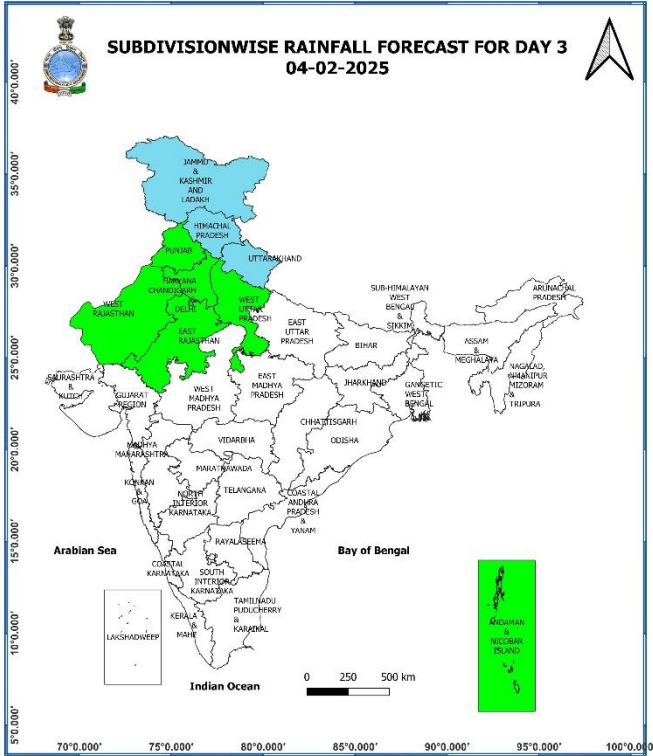 SUBDIVISIONWISE RAINFALL FORECAST FOR DAY 3
04-02-2025
40°0.000'
35°0.000'
30°0.000'
25°0.000'
20°0.000'
15°0.000'
10°0.000'
5°0.000'
JAMMU
&
KASHMIR
AND
LADAKH
HIMACHAL
PRADESH
PUNJAB
UTTARAKHAND
HARYANA
CHANDIGARH
DELHI
WEST
RAJASTHAN
EAST
RAJASTHAN
WEST
UTTAR
PRADESH
EAST
UTTAR
PRADESH
SUB-HIMALAYAN
WEST
BENGAL
&
SIKKIM
ARUNACHAL
PRADESH
BIHAR
ASSAM
&
MEGHALAYA
NAGALAD,
MANIPUR
MIZORAM
&
TRIPURA
SAURASHTRA
&
KUTCH
GUJARAT
REGION
WEST
MADHYA
PRADESH
EAST
MADHYA
PRADESH
JHARKHAND
GANGETIC
WEST
BENGAL
CHHATTISGARH
ODISHA
VIDARBHA
MADHYA
MAHARASHTRA
MARATHAWADA
KONKAN
&
GOA
NORTH
INTERIOR
KARNATAKA
TELANGANA
COASTAL
ANDHRA
PRADESH
&
YANAM
RAYALASEEMA
Arabian Sea
Bay of Bengal
COASTAL
KARNATAKA
SOUTH
INTERIOR
KARNATAKA
TAMILNADU
PUDUCHERRY
&
KARAIKAL
KERALA
&
MAHE
LAKSHADWEEP
ANDAMAN
&
NICOBAR
ISLAND
Indian Ocean
0 250 500 km
70°0.000' 75°0.000' 80°0.000' 85°0.000' 90°0.000' 95°0.000' 100°0.000'